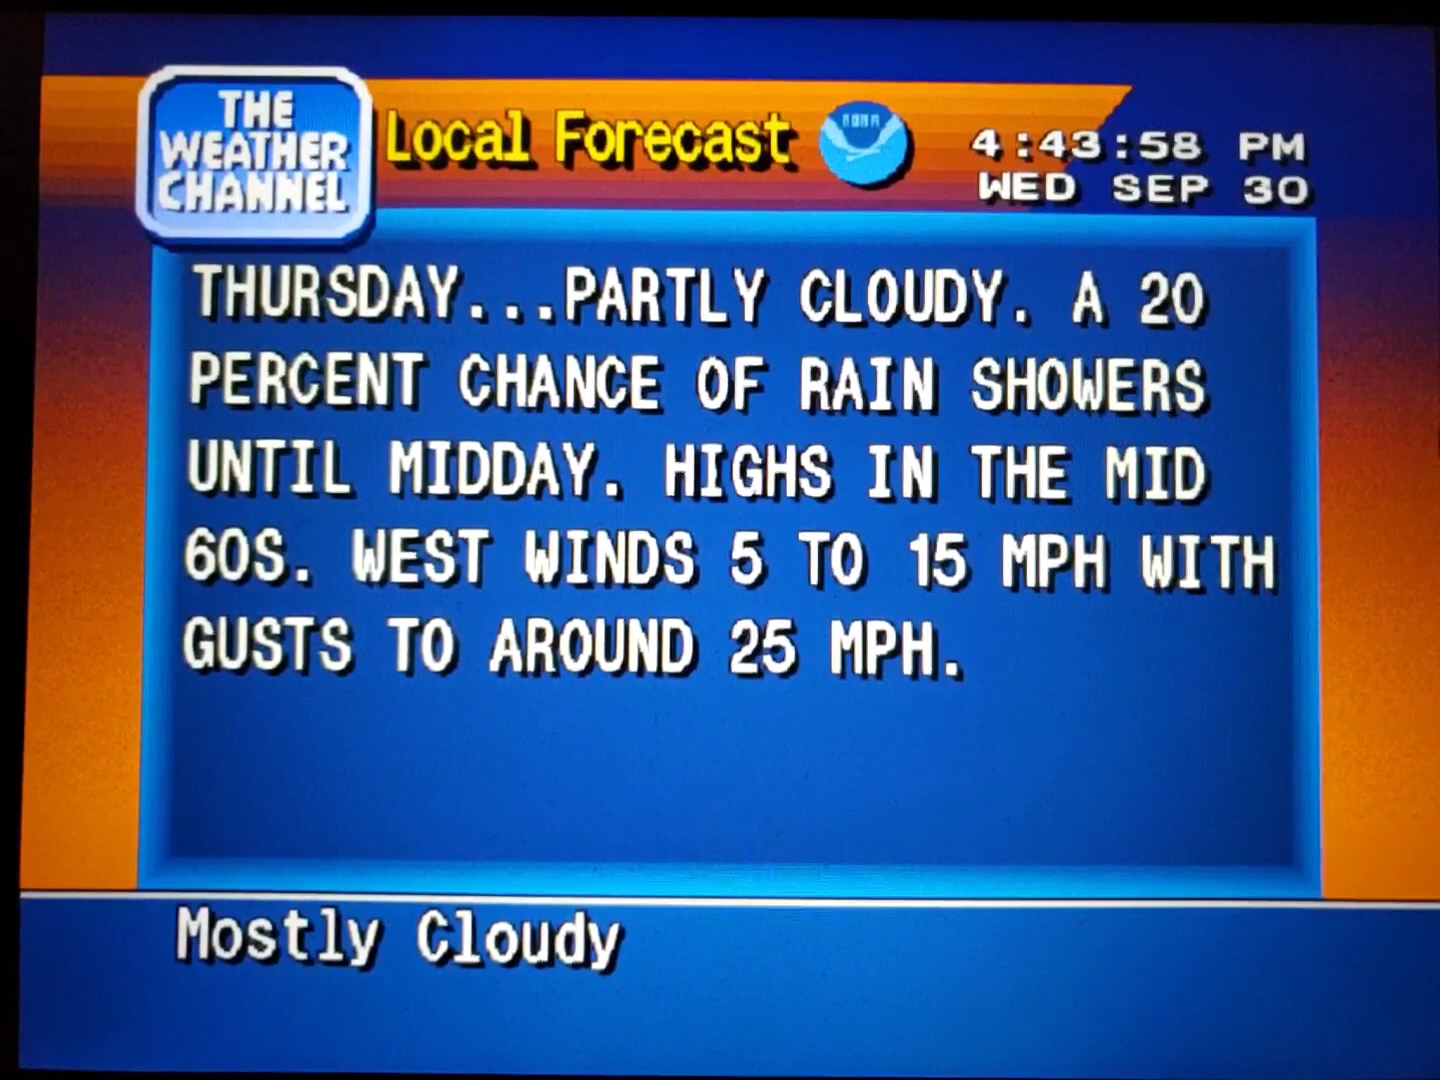 THE
WEATHER
CHANNEL
Local Forecast
NOAA
4:43:58 PM
WED SEP 30
THURSDAY...PARTLY CLOUDY. A 20
PERCENT CHANCE OF RAIN SHOWERS
UNTIL MIDDAY. HIGHS IN THE MID
60S. WEST WINDS 5 TO 15 MPH WITH
GUSTS TO AROUND 25 MPH.
Mostly Cloudy